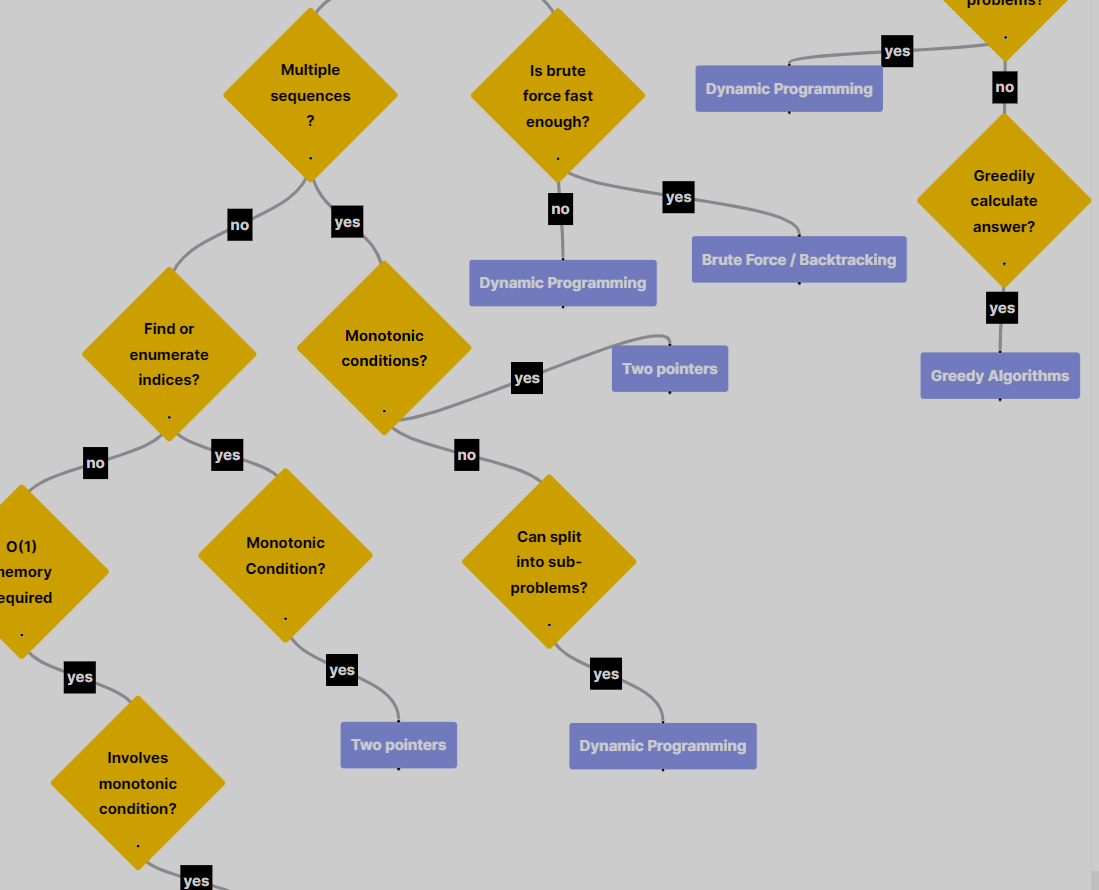 problems?
yes
Dynamic Programming
no
Multiple
sequences
?
Is brute
force fast
enough?
Greedily
calculate
answer?
no
yes
no
yes
Dynamic Programming
Brute Force / Backtracking
yes
Greedy Algorithms
Find or
enumerate
indices?
Monotonic
conditions?
yes
Two pointers
no
yes
no
O(1)
Monotonic
Condition?
Can split
into sub-
problems?
yes
yes
yes
Two pointers
Dynamic Programming
Involves
monotonic
condition?
yes